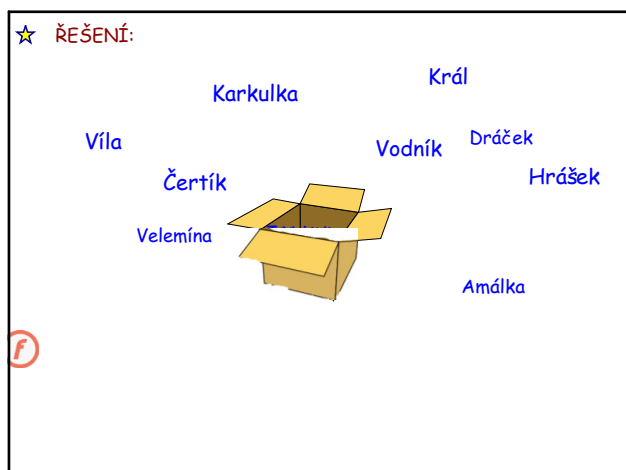 ŘEŠENÍ:
Král
Karkulka
Víla
Vodník
Dráček
Čertík
Hrášek
Velemína
Amálka
f